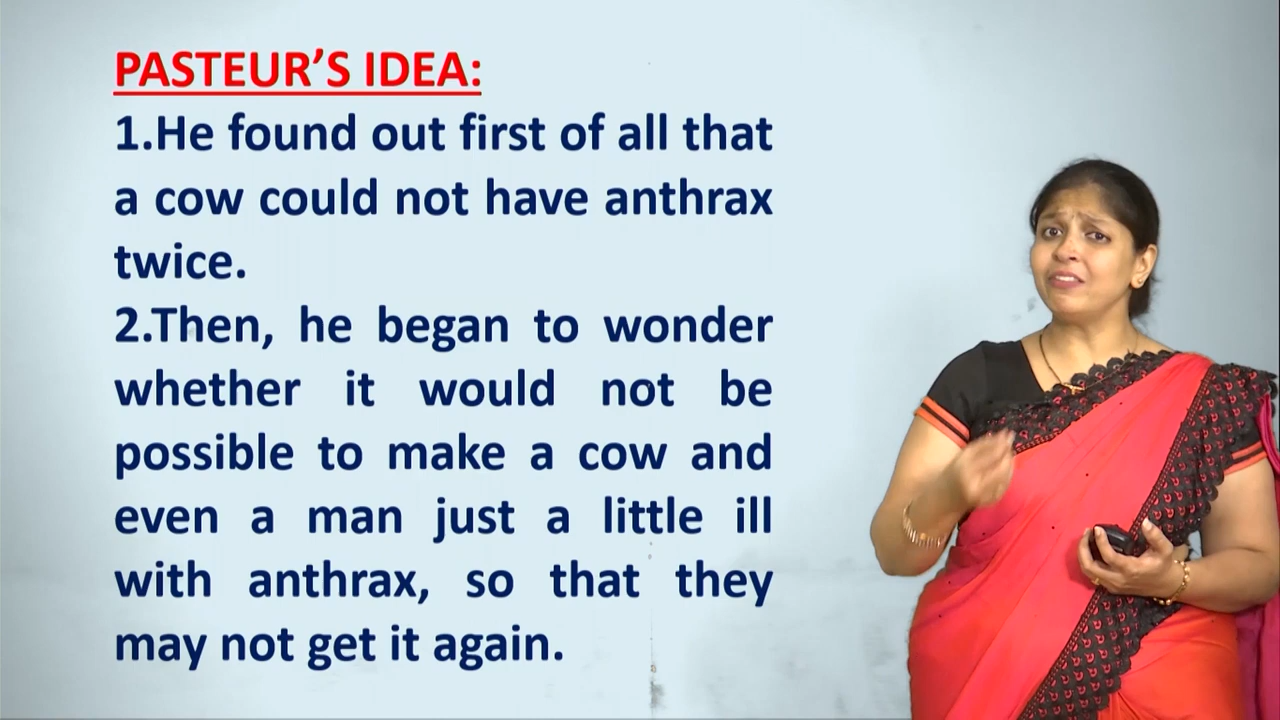 PASTEUR’S IDEA:
1.He found out first of all that
a cow could not have anthrax
twice.
2.Then, he began to wonder
whether it would not be
possible to make a cow and
even a man just a little ill
with anthrax, so that they
may not get it again.